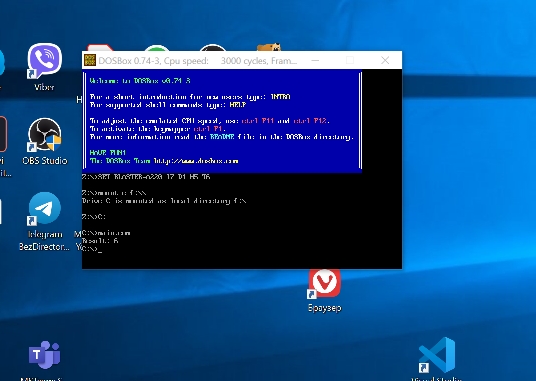 DOSBox 0.74-3, Cpu speed: 3000 cycles, Fram...
Welcome to DOSBox v0.74-3
For a short introduction for new users type: INTRO
For supported shell commands type: HELP
To adjust the emulated CPU speed, use ctrl-F11 and ctrl-F12.
To activate the keymapper ctrl-F1.
For more information read the README file in the DOSBox directory.
HAVE FUN!
The DOSBox Team http://www.dosbox.com
Z:\>SET BLASTER=A220 I7 D1 H5 T6
Z:\>mount c f:\\
Drive C is mounted as local directory f:\
Z:\>C:
C:\>main.com
Result: 6
C:\>_
Viber
OBS Studio
Telegram
BezDirector...
Браузер